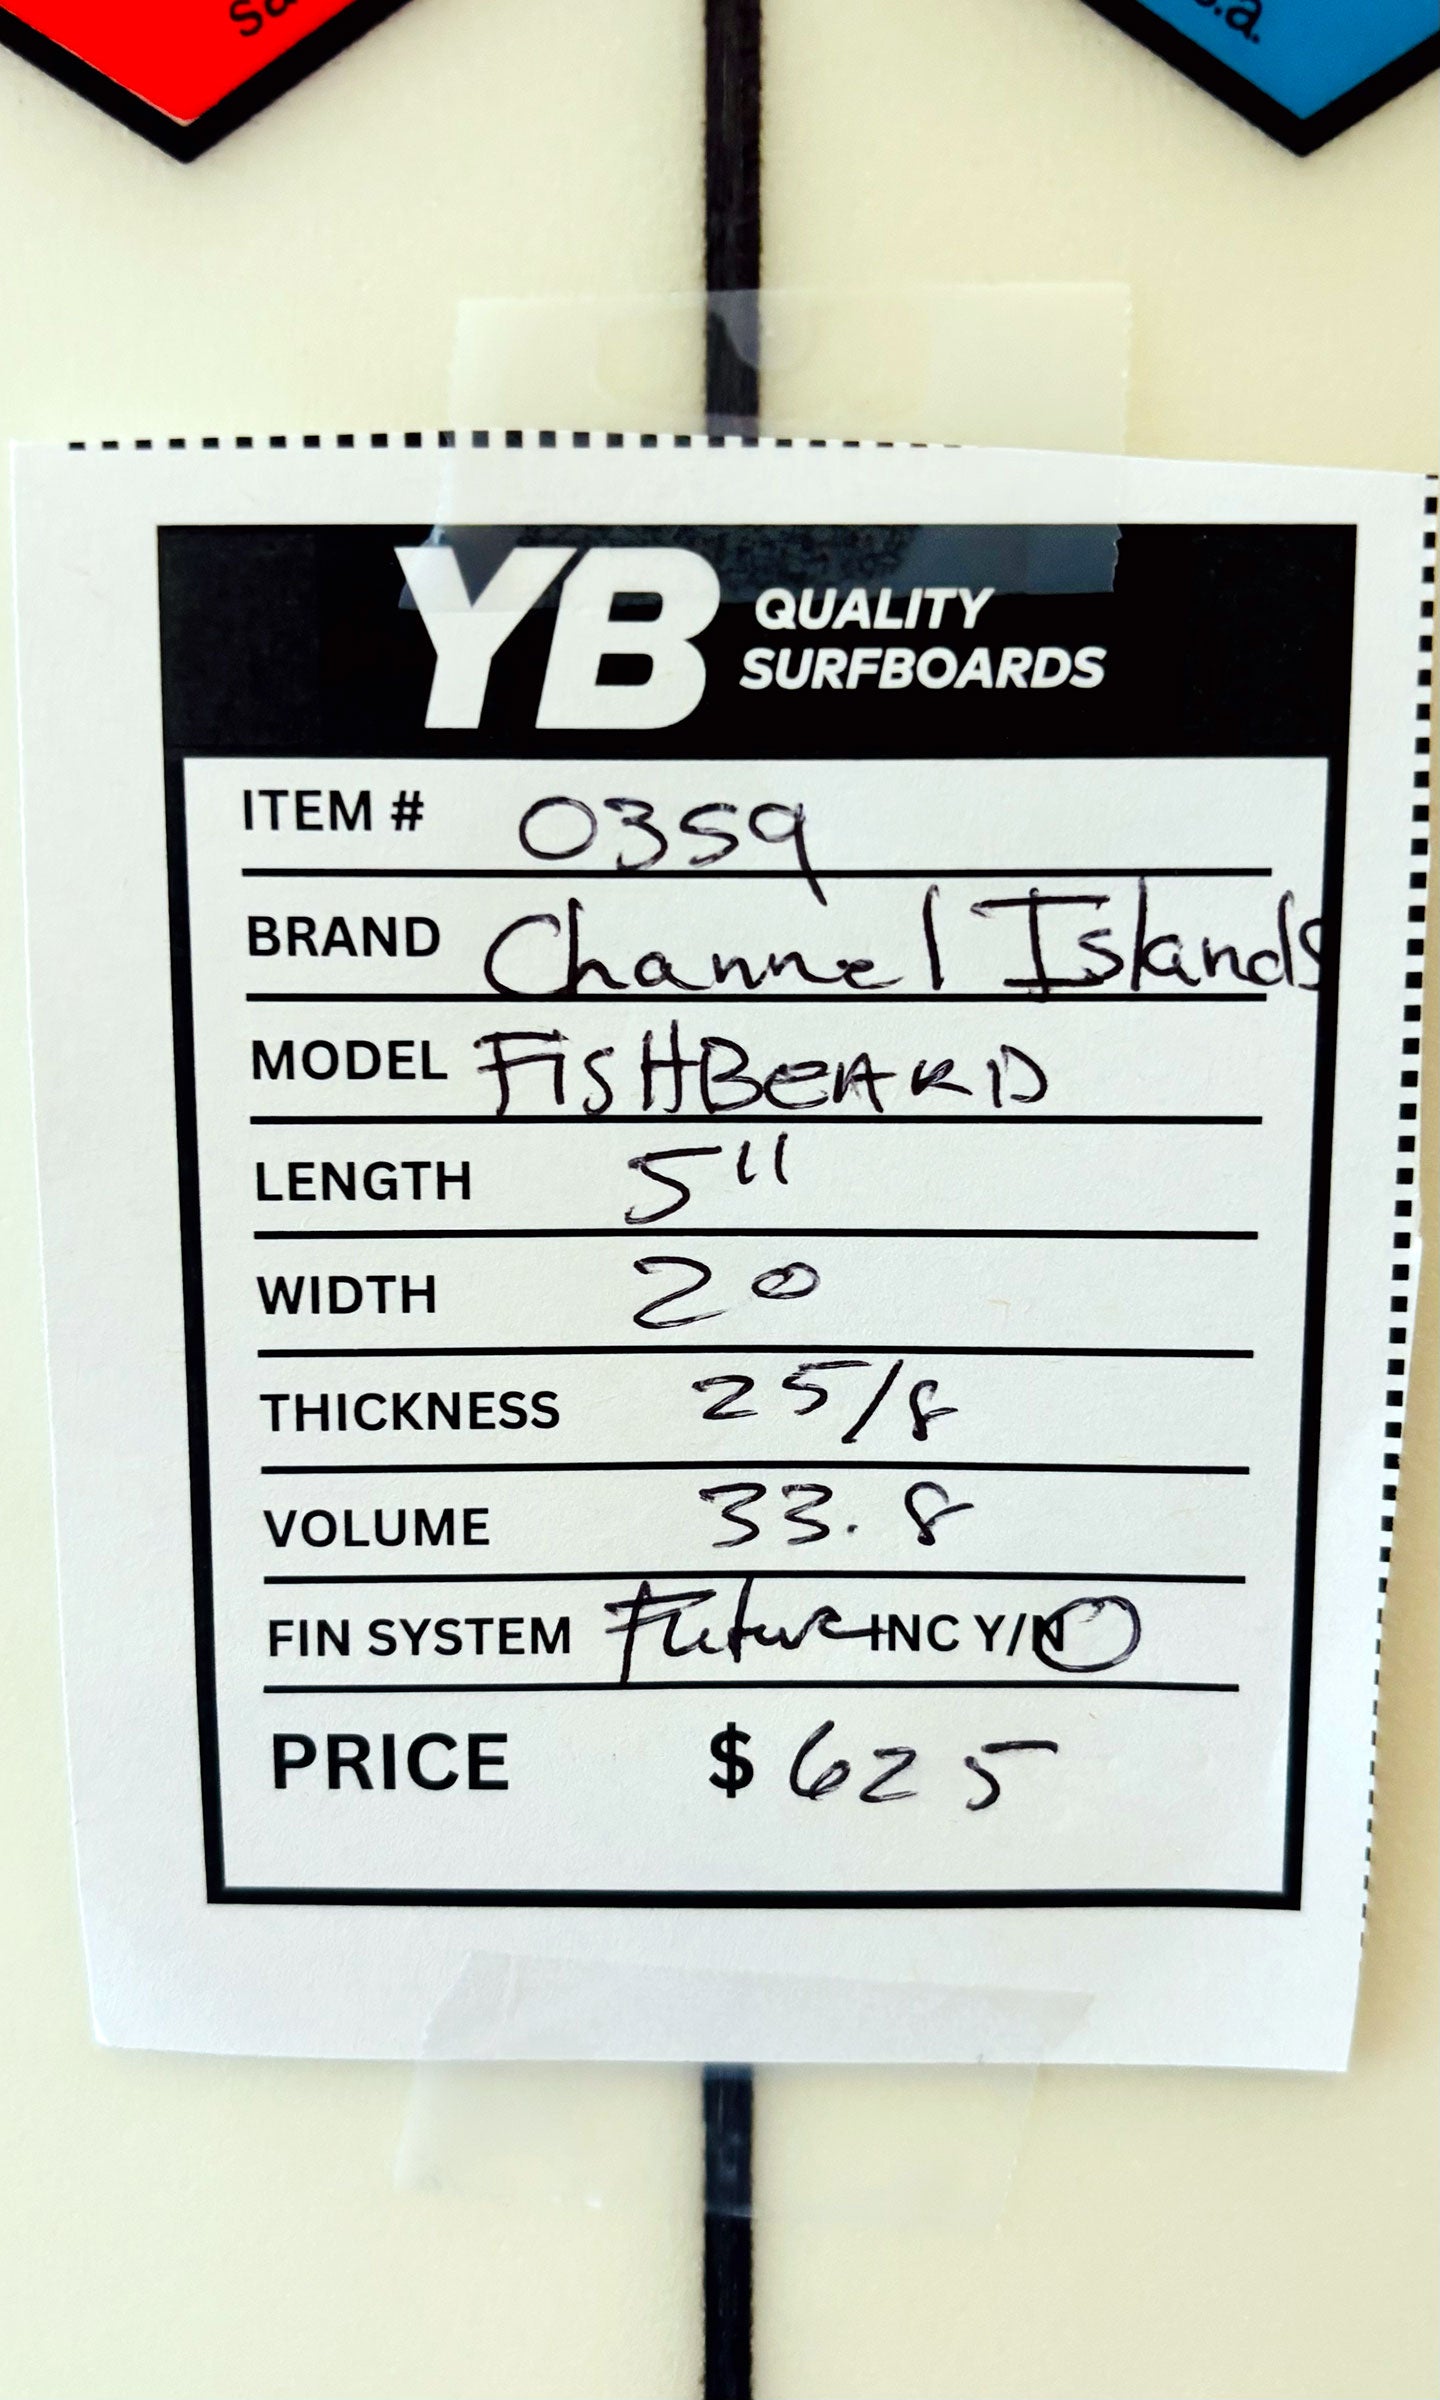 sa
.a.
YB QUALITY
SURFBOARDS
ITEM # 0359
BRAND Channel Islands
MODEL FISHBEARD
LENGTH 5"
WIDTH 20
THICKNESS 25/8
VOLUME 33.8
FIN SYSTEM Future INC Y/N
PRICE $625